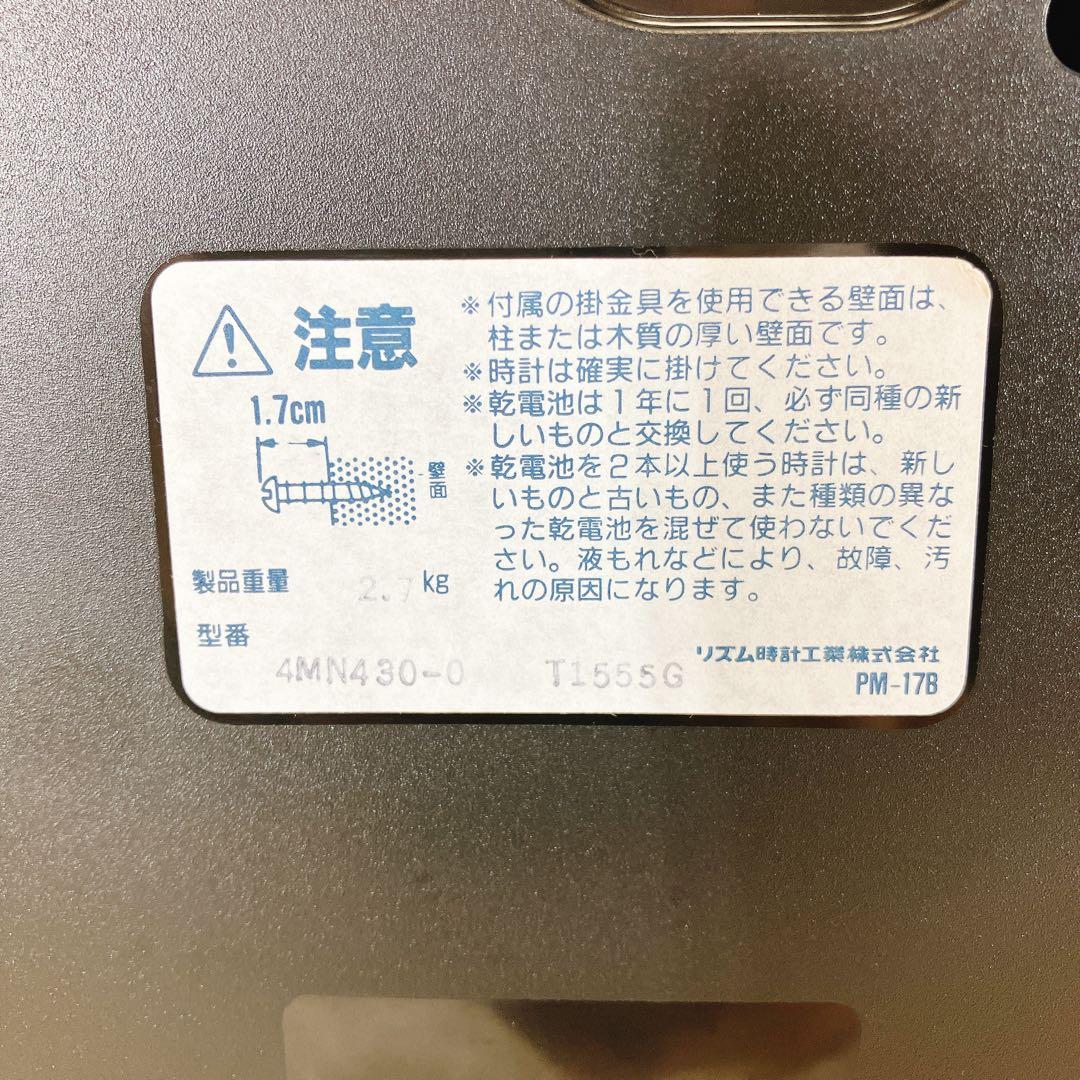 注意
1.7cm
壁面
製品重量 2.7 kg
型番
4MN430-0 T1555G
※付属の掛金具を使用できる壁面は、
柱または木質の厚い壁面です。
※時計は確実に掛けてください。
※乾電池は1年に1回、必ず同種の新
しいものと交換してください。
※乾電池を2本以上使う時計は、新し
いものと古いもの、また種類の異な
った乾電池を混ぜて使わないでくだ
さい。液もれなどにより、故障、汚
れの原因になります。
リズム時計工業株式会社
PM-17B